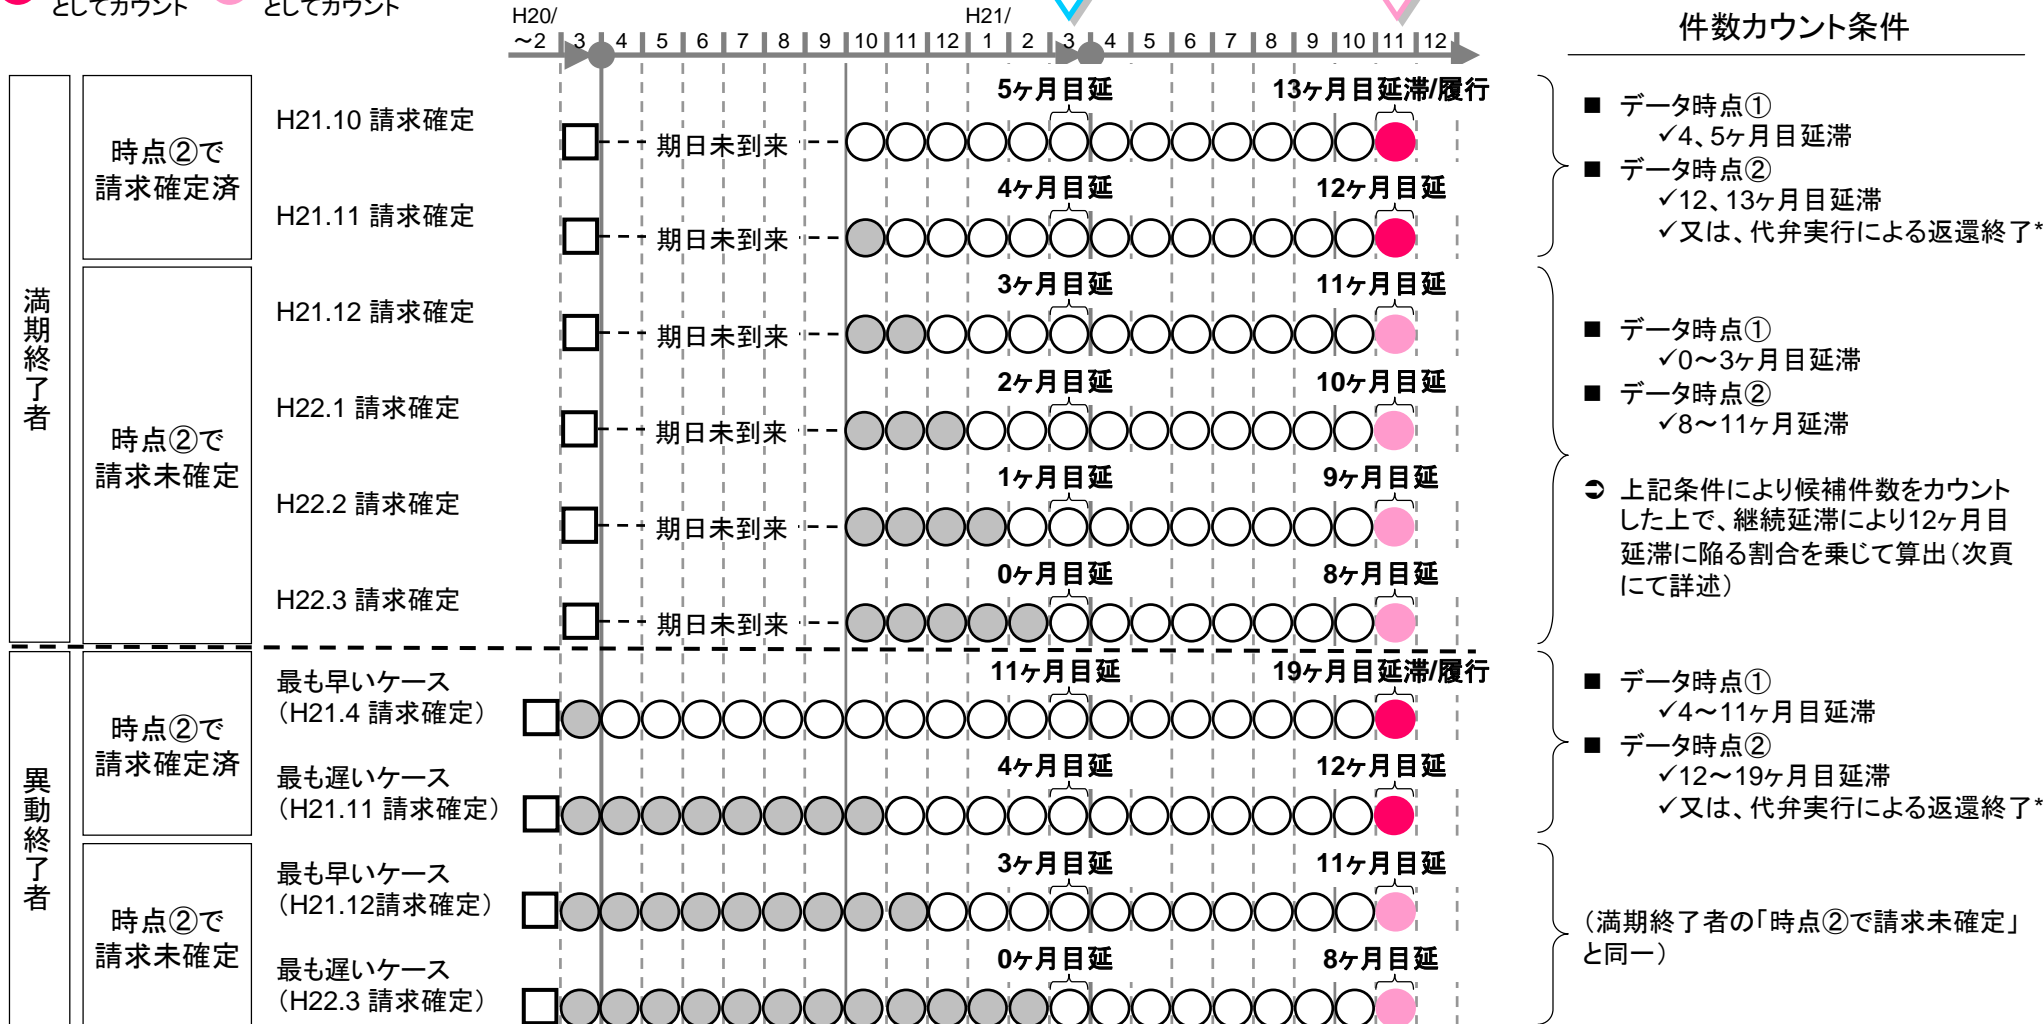 としてカウント
としてカウント
H20/
H21/
～2 3 4 5 6 7 8 9 10 11 12 1 2 3 4 5 6 7 8 9 10 11 12
件数カウント条件
満期終了者
時点②で
請求確定済
H21.10 請求確定
期日未到来
5ヶ月目延
13ヶ月目延滞/履行
H21.11 請求確定
期日未到来
4ヶ月目延
12ヶ月目延
■ データ時点①
✓4、5ヶ月目延滞
■ データ時点②
✓12、13ヶ月目延滞
✓又は、代弁実行による返還終了*
時点②で
請求未確定
H21.12 請求確定
期日未到来
3ヶ月目延
11ヶ月目延
H22.1 請求確定
期日未到来
2ヶ月目延
10ヶ月目延
H22.2 請求確定
期日未到来
1ヶ月目延
9ヶ月目延
H22.3 請求確定
期日未到来
0ヶ月目延
8ヶ月目延
■ データ時点①
✓0～3ヶ月目延滞
■ データ時点②
✓8～11ヶ月延滞
➲ 上記条件により候補件数をカウント
した上で、継続延滞により12ヶ月目
延滞に陥る割合を乗じて算出（次頁
にて詳述）
異動終了者
時点②で
請求確定済
最も早いケース
（H21.4 請求確定）
11ヶ月目延
19ヶ月目延滞/履行
最も遅いケース
（H21.11 請求確定）
4ヶ月目延
12ヶ月目延
■ データ時点①
✓4～11ヶ月目延滞
■ データ時点②
✓12～19ヶ月目延滞
✓又は、代弁実行による返還終了*
時点②で
請求未確定
最も早いケース
（H21.12請求確定）
3ヶ月目延
11ヶ月目延
最も遅いケース
（H22.3 請求確定）
0ヶ月目延
8ヶ月目延
（満期終了者の「時点②で請求未確定」
と同一）